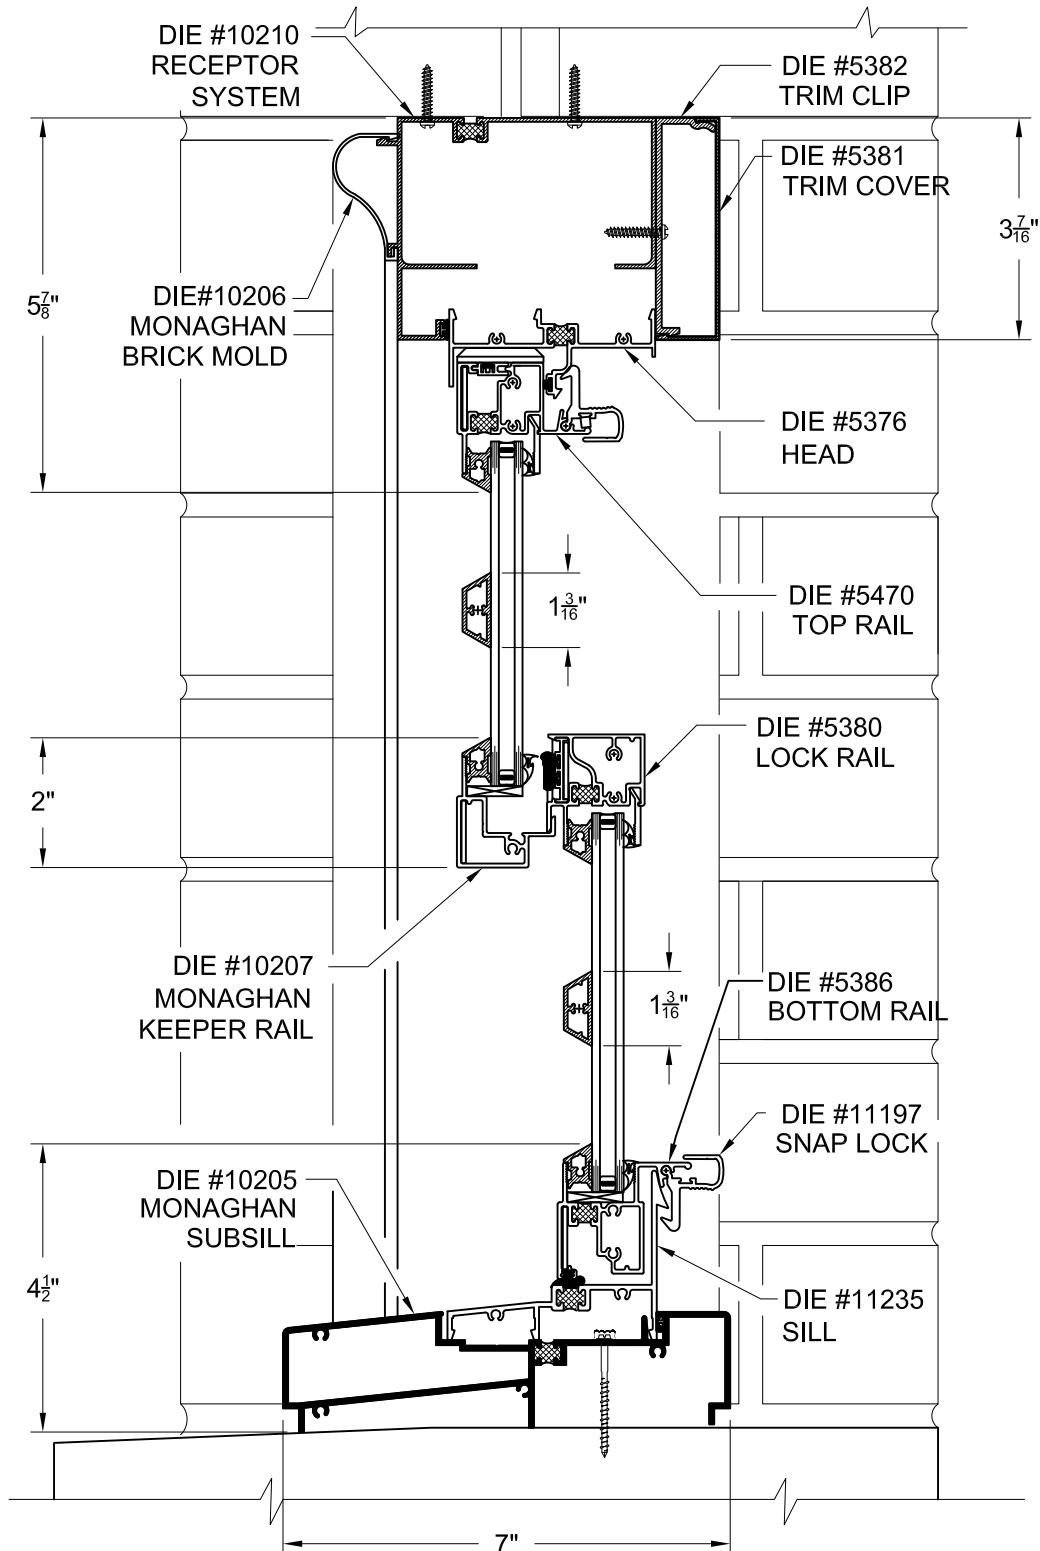 DIE #10210
RECEPTOR
SYSTEM
DIE #5382
TRIM CLIP
DIE #5381
TRIM COVER
3 7/16"
5 7/8"
DIE#10206
MONAGHAN
BRICK MOLD
DIE #5376
HEAD
1 3/16"
DIE #5470
TOP RAIL
DIE #5380
LOCK RAIL
2"
DIE #10207
MONAGHAN
KEEPER RAIL
1 3/16"
DIE #5386
BOTTOM RAIL
DIE #11197
SNAP LOCK
DIE #10205
MONAGHAN
SUBSILL
4 1/2"
DIE #11235
SILL
7"